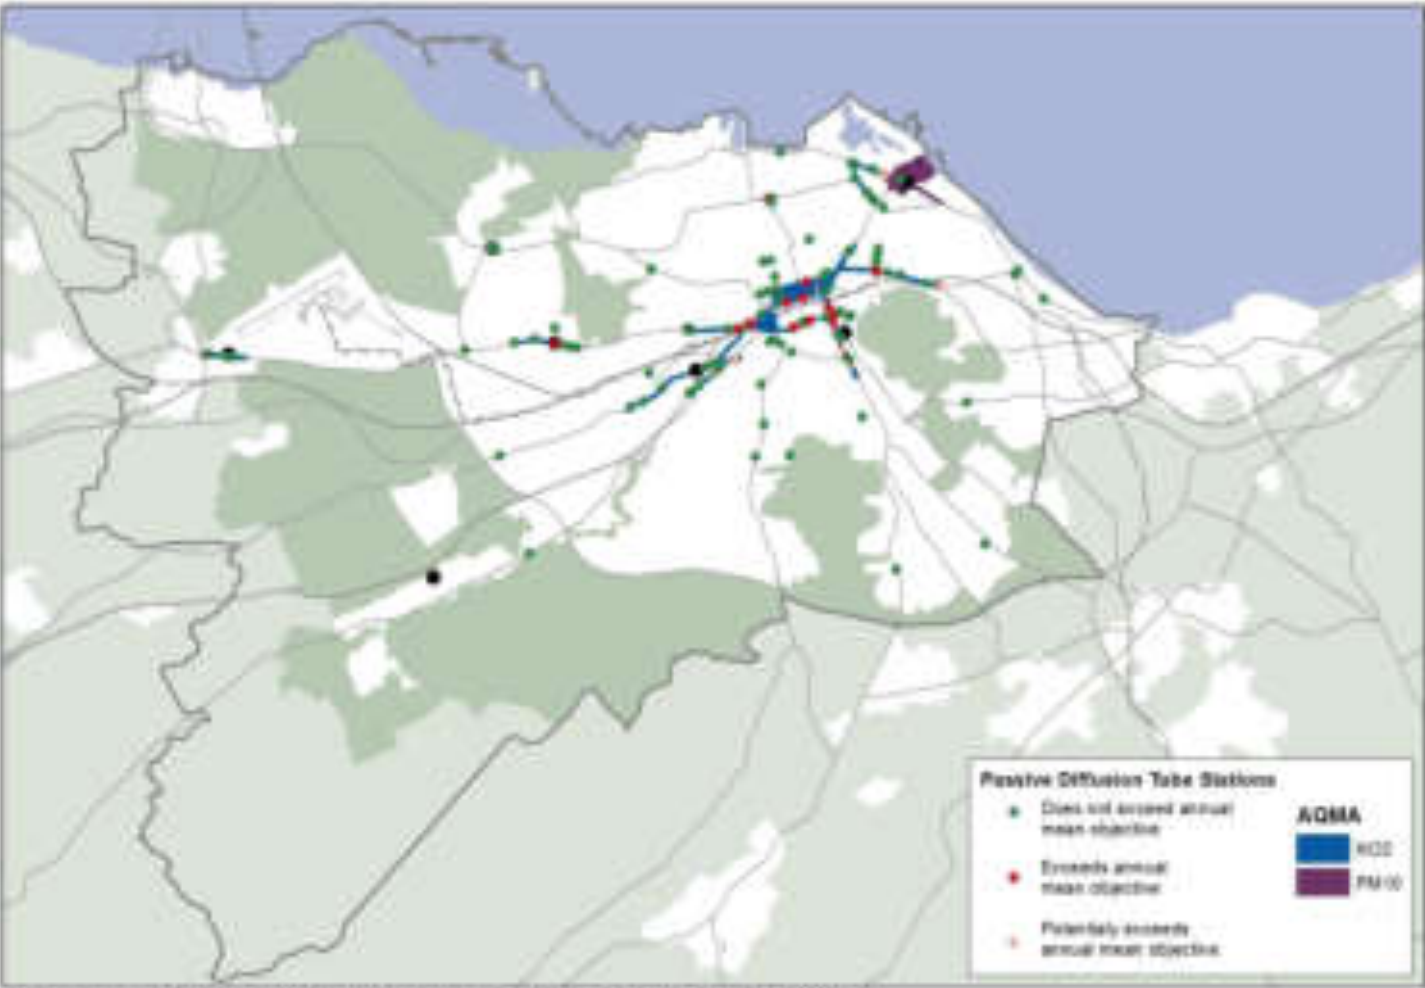 Passive Diffusion Tube Stations
Does not exceed annual
mean objective
Exceeds annual
mean objective
Potentialy exceeds
annual mean objective
AQMA
NO2
PM10